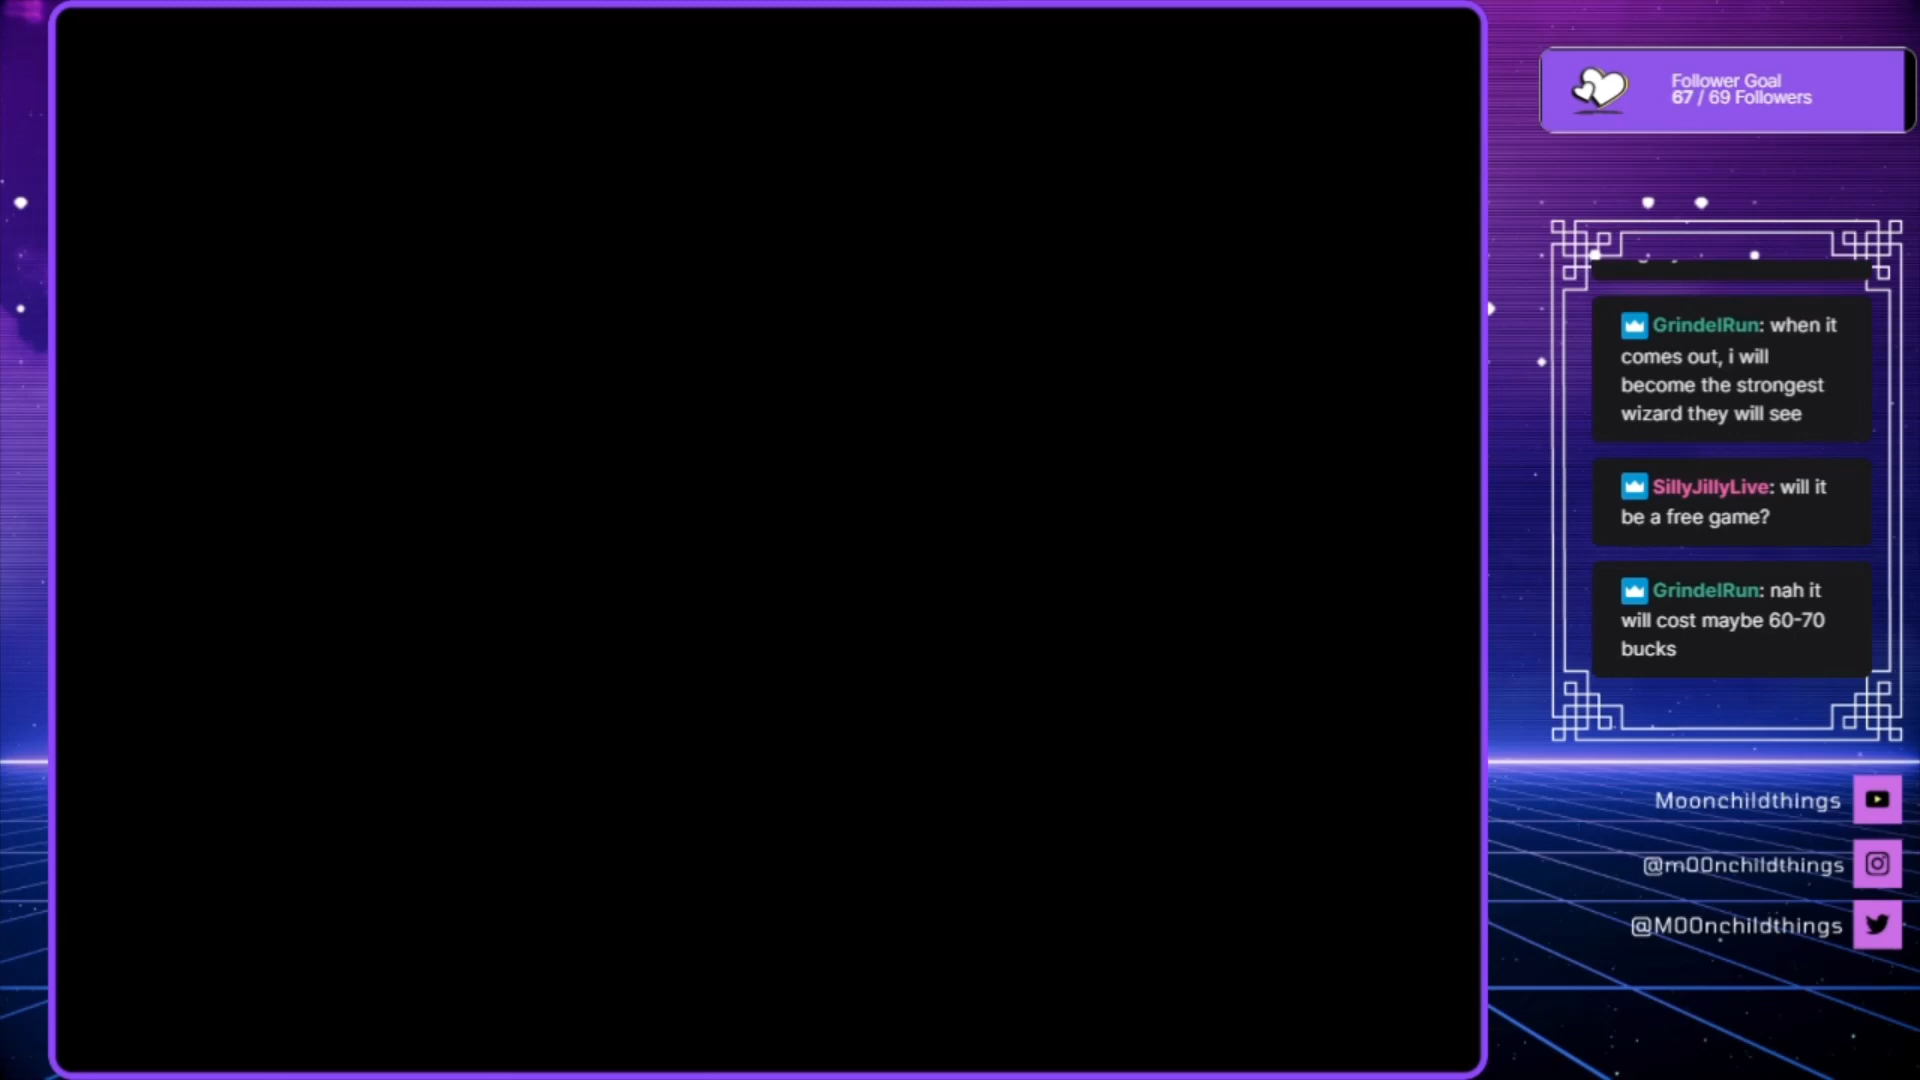 Follower Goal
67 / 69 Followers
GrindelRun: when it
comes out, i will
become the strongest
wizard they will see
SillyJillyLive: will it
be a free game?
GrindelRun: nah it
will cost maybe 60-70
bucks
Moonchildthings
@m00nchildthings
@M00nchildthings